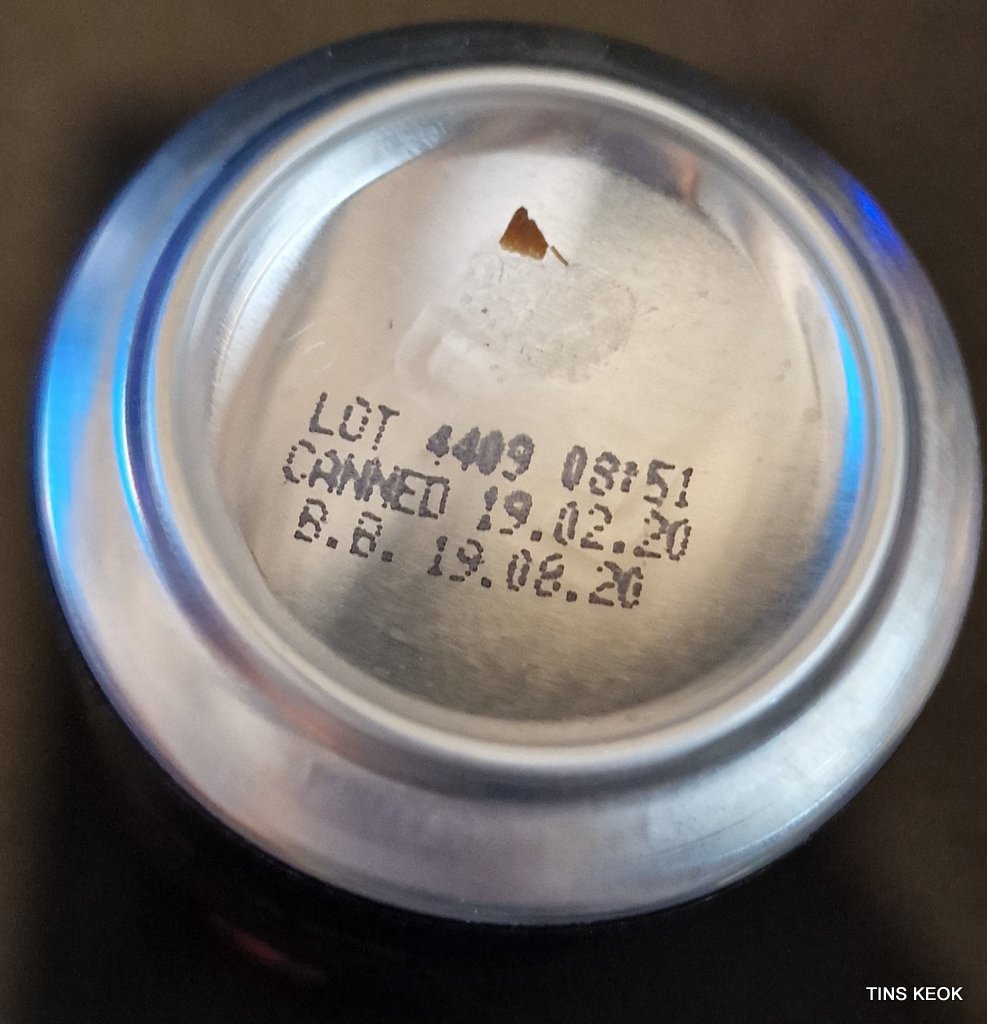 LOT 4409 08:51
CANNED 19.02.20
B.B. 19.08.20
TINS KEOK